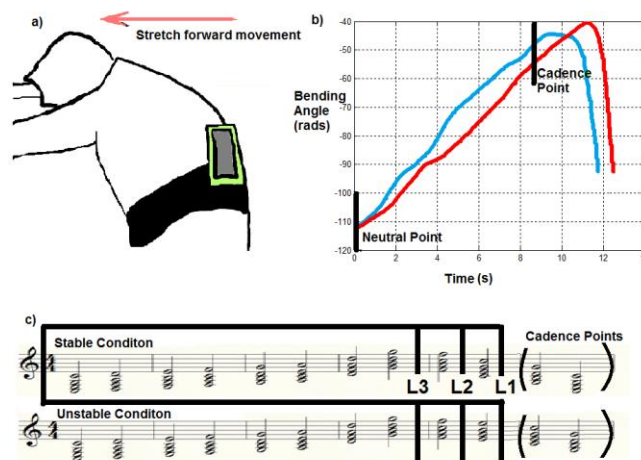 a)
Stretch forward movement
b)
Bending
Angle
(rads)
-40
-50
-60
-70
-80
-90
-100
-110
-120
Cadence
Point
Neutral Point
0 2 4 6 8 10 12 14
Time (s)
c)
Stable Conditon
Cadence Points
L3 L2 L1
Unstable Conditon